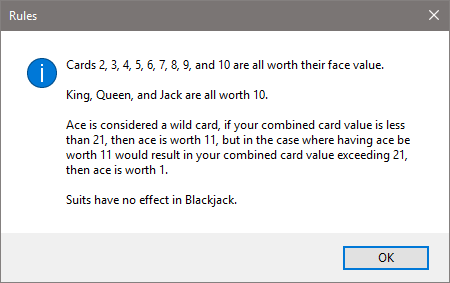 Rules
Cards 2, 3, 4, 5, 6, 7, 8, 9, and 10 are all worth their face value.
King, Queen, and Jack are all worth 10.
Ace is considered a wild card, if your combined card value is less
than 21, then ace is worth 11, but in the case where having ace be
worth 11 would result in your combined card value exceeding 21,
then ace is worth 1.
Suits have no effect in Blackjack.
OK